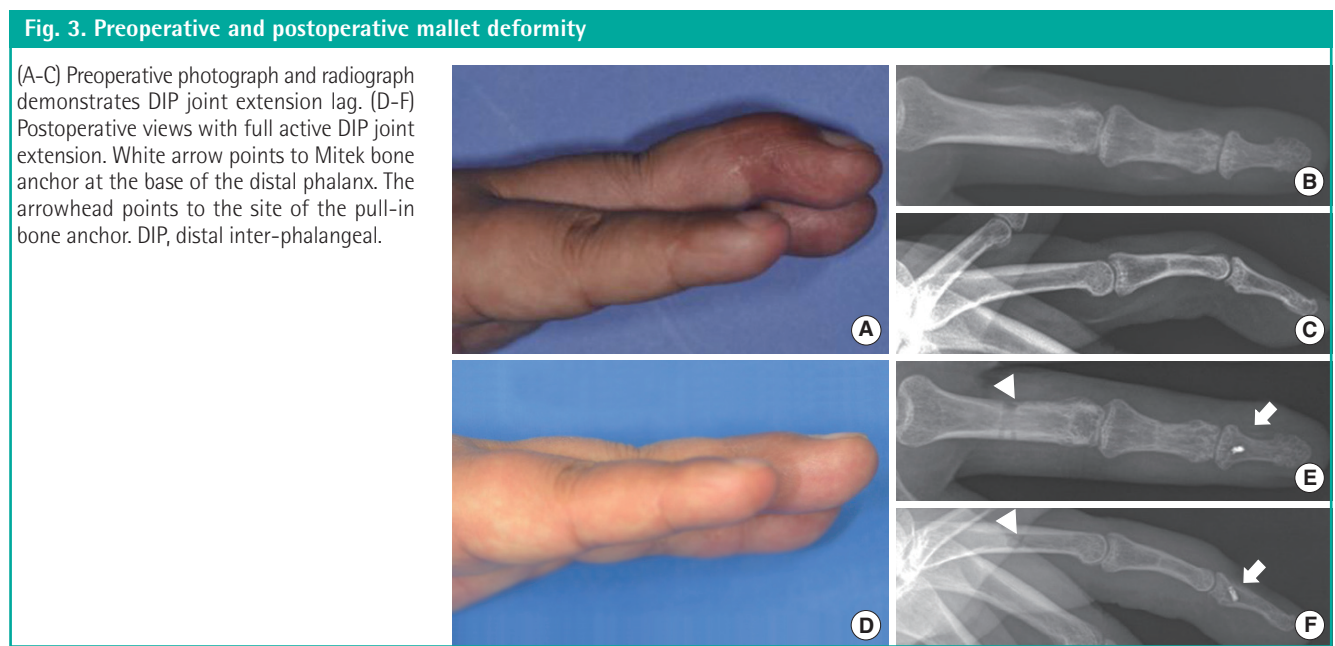 Fig. 3. Preoperative and postoperative mallet deformity
(A-C) Preoperative photograph and radiograph
demonstrates DIP joint extension lag. (D-F)
Postoperative views with full active DIP joint
extension. White arrow points to Mitek bone
anchor at the base of the distal phalanx. The
arrowhead points to the site of the pull-in
bone anchor. DIP, distal inter-phalangeal.
A
B
C
D
E
F